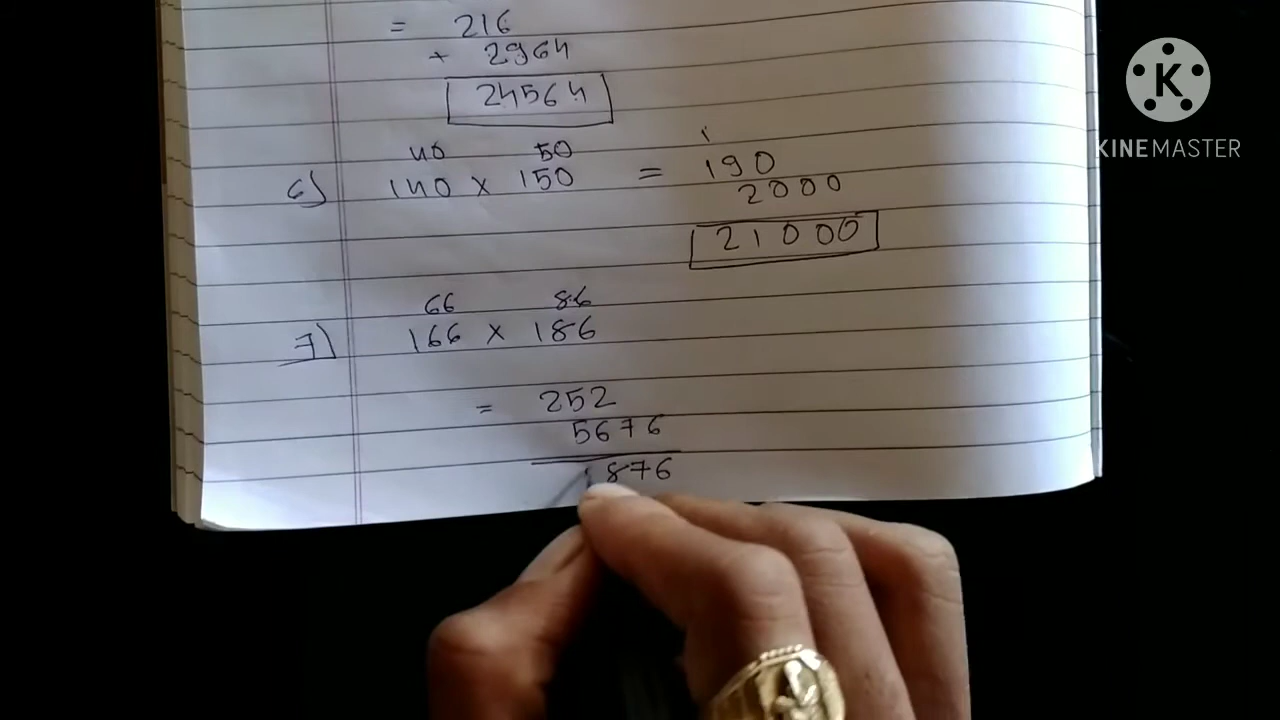 = 216
+ 2964
24564
40 50
6) 140 x 150 = 190
2000
21000
66 86
7) 166 x 186
= 252
5676
1876
K
KINEMASTER